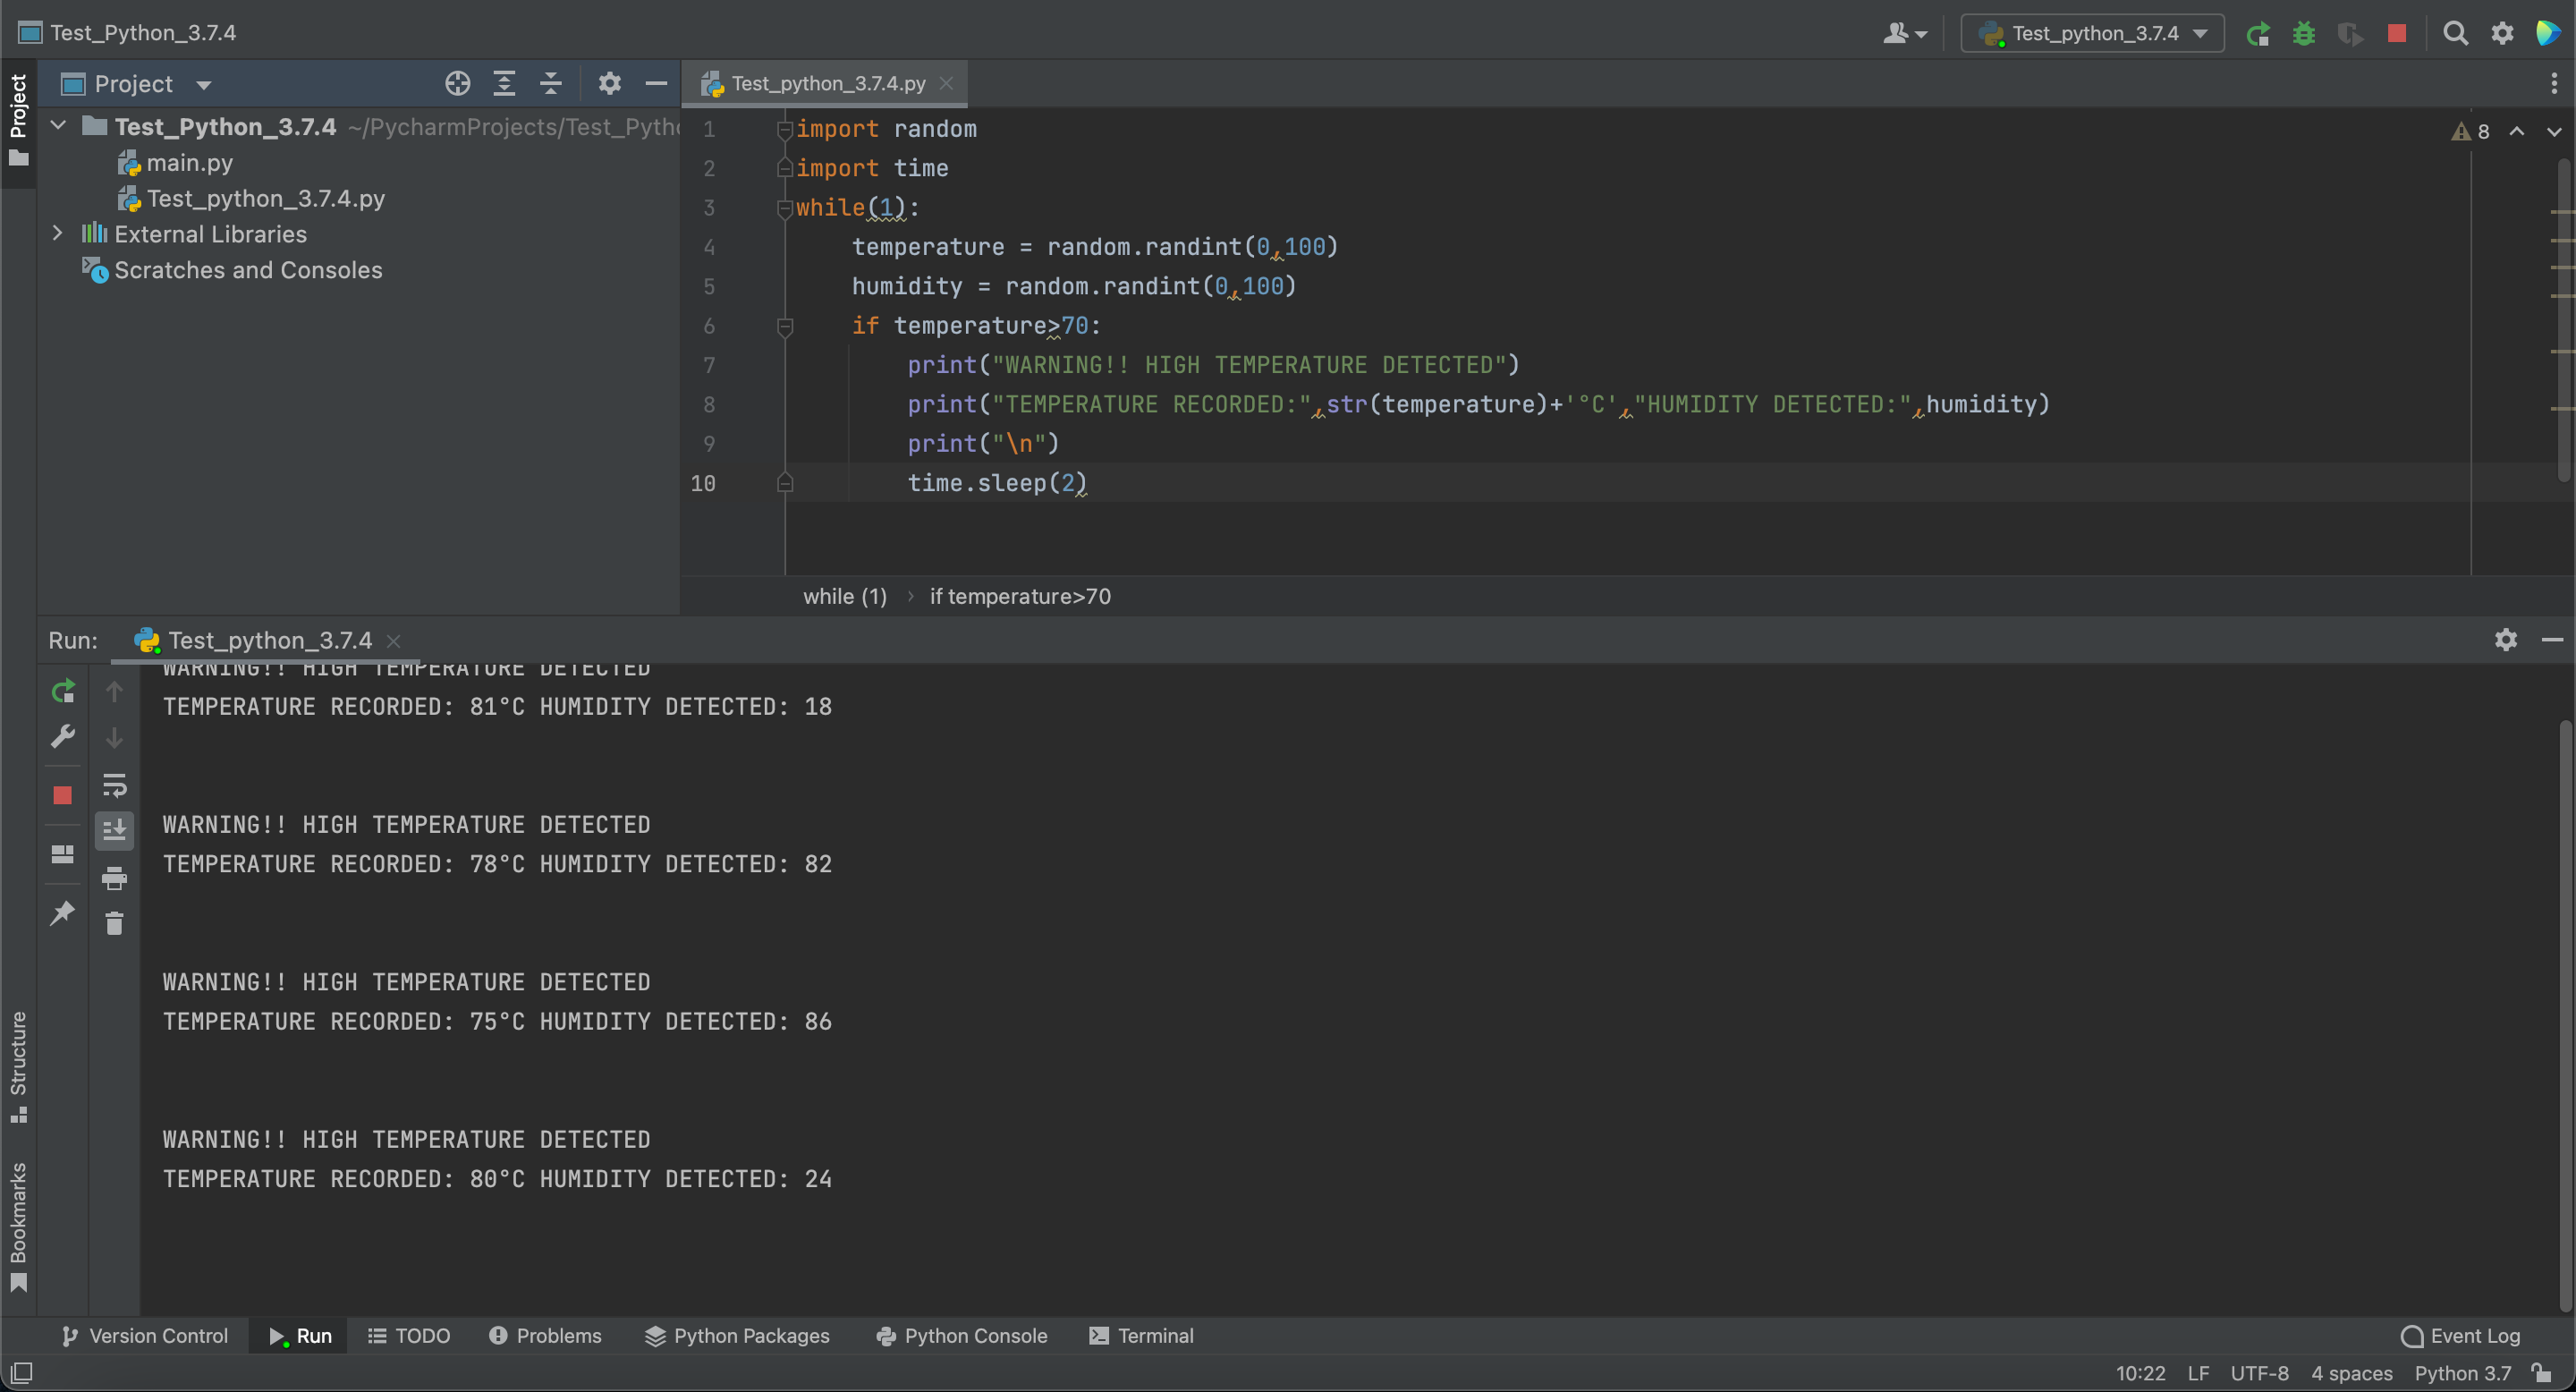 Test_Python_3.7.4
Test_python_3.7.4
Project
Project
Test_python_3.7.4.py
Test_Python_3.7.4 ~/PycharmProjects/Test_Pytho
main.py
Test_python_3.7.4.py
External Libraries
Scratches and Consoles
8
1 import random
2 import time
3 while(1):
4     temperature = random.randint(0,100)
5     humidity = random.randint(0,100)
6     if temperature>70:
7         print("WARNING!! HIGH TEMPERATURE DETECTED")
8         print("TEMPERATURE RECORDED:",str(temperature)+'°C',"HUMIDITY DETECTED:",humidity)
9         print("\n")
10         time.sleep(2)
while (1) › if temperature>70
Run: Test_python_3.7.4
WARNING!! HIGH TEMPERATURE DETECTED
TEMPERATURE RECORDED: 81°C HUMIDITY DETECTED: 18
WARNING!! HIGH TEMPERATURE DETECTED
TEMPERATURE RECORDED: 78°C HUMIDITY DETECTED: 82
WARNING!! HIGH TEMPERATURE DETECTED
TEMPERATURE RECORDED: 75°C HUMIDITY DETECTED: 86
WARNING!! HIGH TEMPERATURE DETECTED
TEMPERATURE RECORDED: 80°C HUMIDITY DETECTED: 24
Structure
Bookmarks
Version Control Run TODO Problems Python Packages Python Console Terminal Event Log
10:22 LF UTF-8 4 spaces Python 3.7